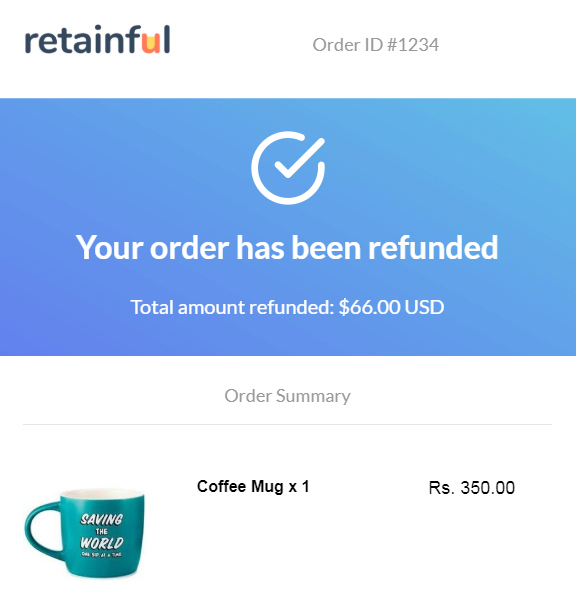 retainful
Order ID #1234
Your order has been refunded
Total amount refunded: $66.00 USD
Order Summary
Coffee Mug x 1
Rs. 350.00
SAVING
THE
WORLD
ONE SIP AT A TIME.